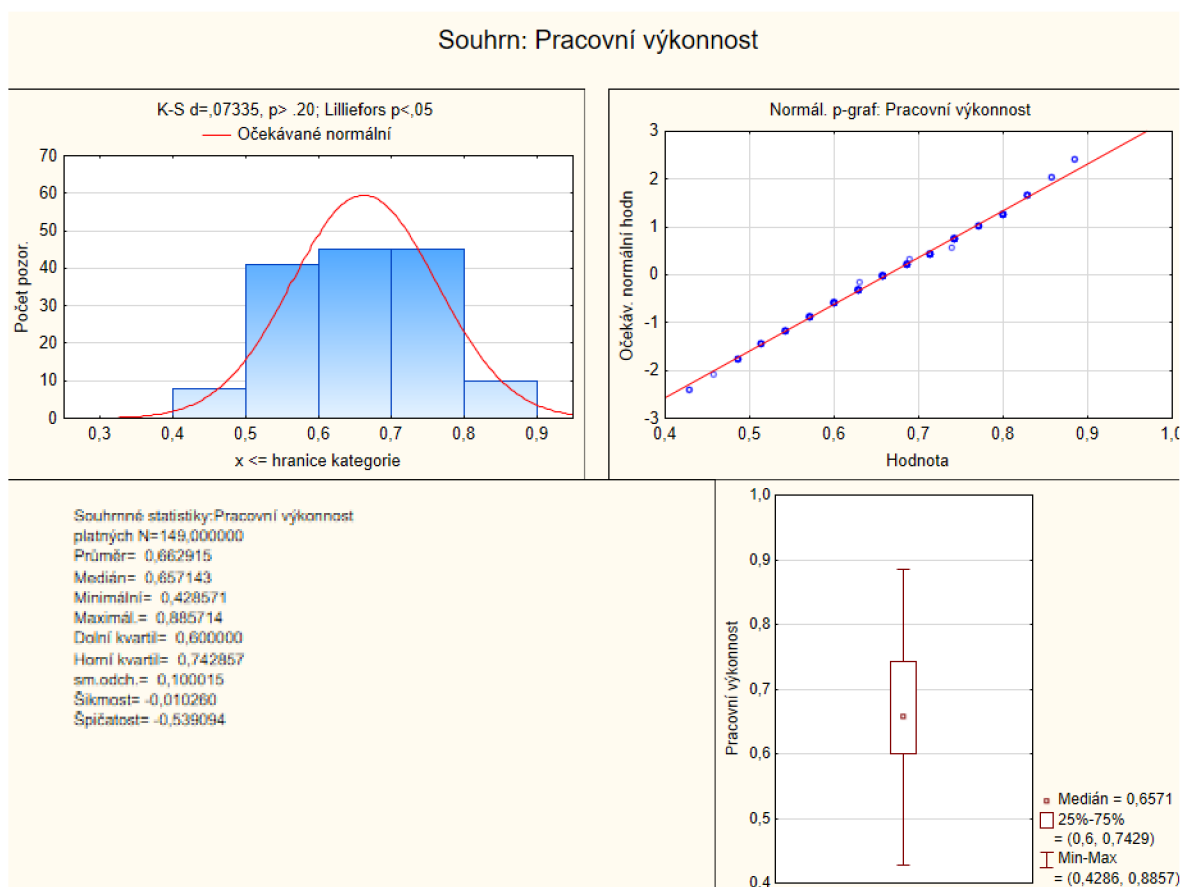 Souhrn: Pracovní výkonnost
K-S d=,07335, p> .20; Lilliefors p<,05
Očekávané normální
70
60
50
40
30
20
10
0
Počet pozor.
0,3 0,4 0,5 0,6 0,7 0,8 0,9
x <= hranice kategorie
Normál. p-graf: Pracovní výkonnost
3
2
1
0
-1
-2
-3
Očekáv. normální hodn
0,4 0,5 0,6 0,7 0,8 0,9 1,0
Hodnota
Souhrnné statistiky:Pracovní výkonnost
platných N=149,000000
Průměr= 0,662915
Medián= 0,657143
Minimální= 0,428571
Maximál.= 0,885714
Dolní kvartil= 0,600000
Horní kvartil= 0,742857
sm.odch.= 0,100015
Šikmost= -0,010260
Špičatost= -0,539094
1,0
0,9
0,8
0,7
0,6
0,5
0,4
Pracovní výkonnost
Medián = 0,6571
25%-75%
= (0,6, 0,7429)
Min-Max
= (0,4286, 0,8857)